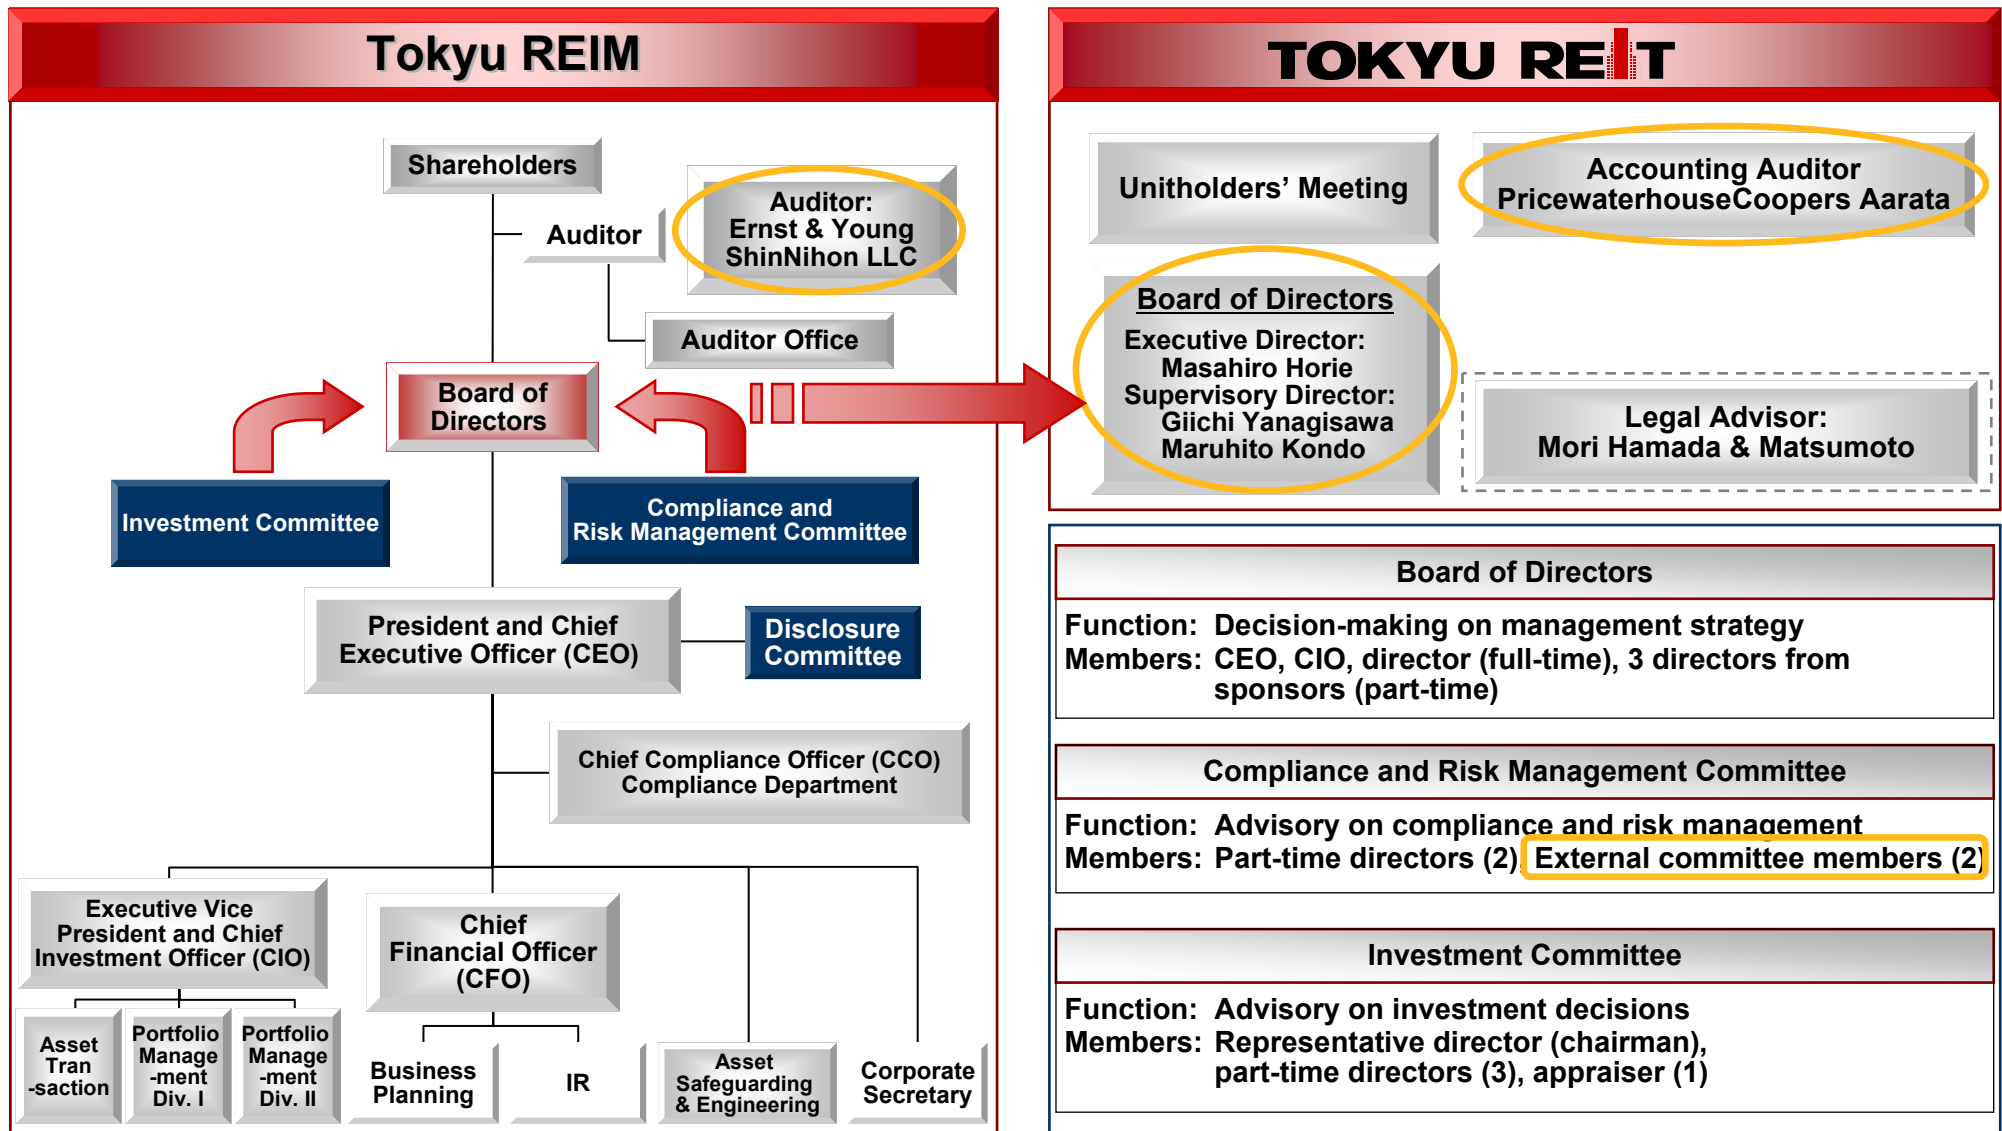 Tokyu REIM
Shareholders
Auditor
Auditor:
Ernst & Young
ShinNihon LLC
Auditor Office
Board of
Directors
Investment Committee
Compliance and
Risk Management Committee
President and Chief
Executive Officer (CEO)
Disclosure
Committee
Chief Compliance Officer (CCO)
Compliance Department
Executive Vice
President and Chief
Investment Officer (CIO)
Chief
Financial Officer
(CFO)
Asset
Tran
-saction
Portfolio
Manage
-ment
Div. I
Portfolio
Manage
-ment
Div. II
Business
Planning
IR
Asset
Safeguarding
& Engineering
Corporate
Secretary
TOKYU REIT
Unitholders’ Meeting
Accounting Auditor
PricewaterhouseCoopers Aarata
Board of Directors
Executive Director:
Masahiro Horie
Supervisory Director:
Giichi Yanagisawa
Maruhito Kondo
Legal Advisor:
Mori Hamada & Matsumoto
Board of Directors
Function: Decision-making on management strategy
Members: CEO, CIO, director (full-time), 3 directors from
sponsors (part-time)
Compliance and Risk Management Committee
Function: Advisory on compliance and risk management
Members: Part-time directors (2), External committee members (2)
Investment Committee
Function: Advisory on investment decisions
Members: Representative director (chairman),
part-time directors (3), appraiser (1)